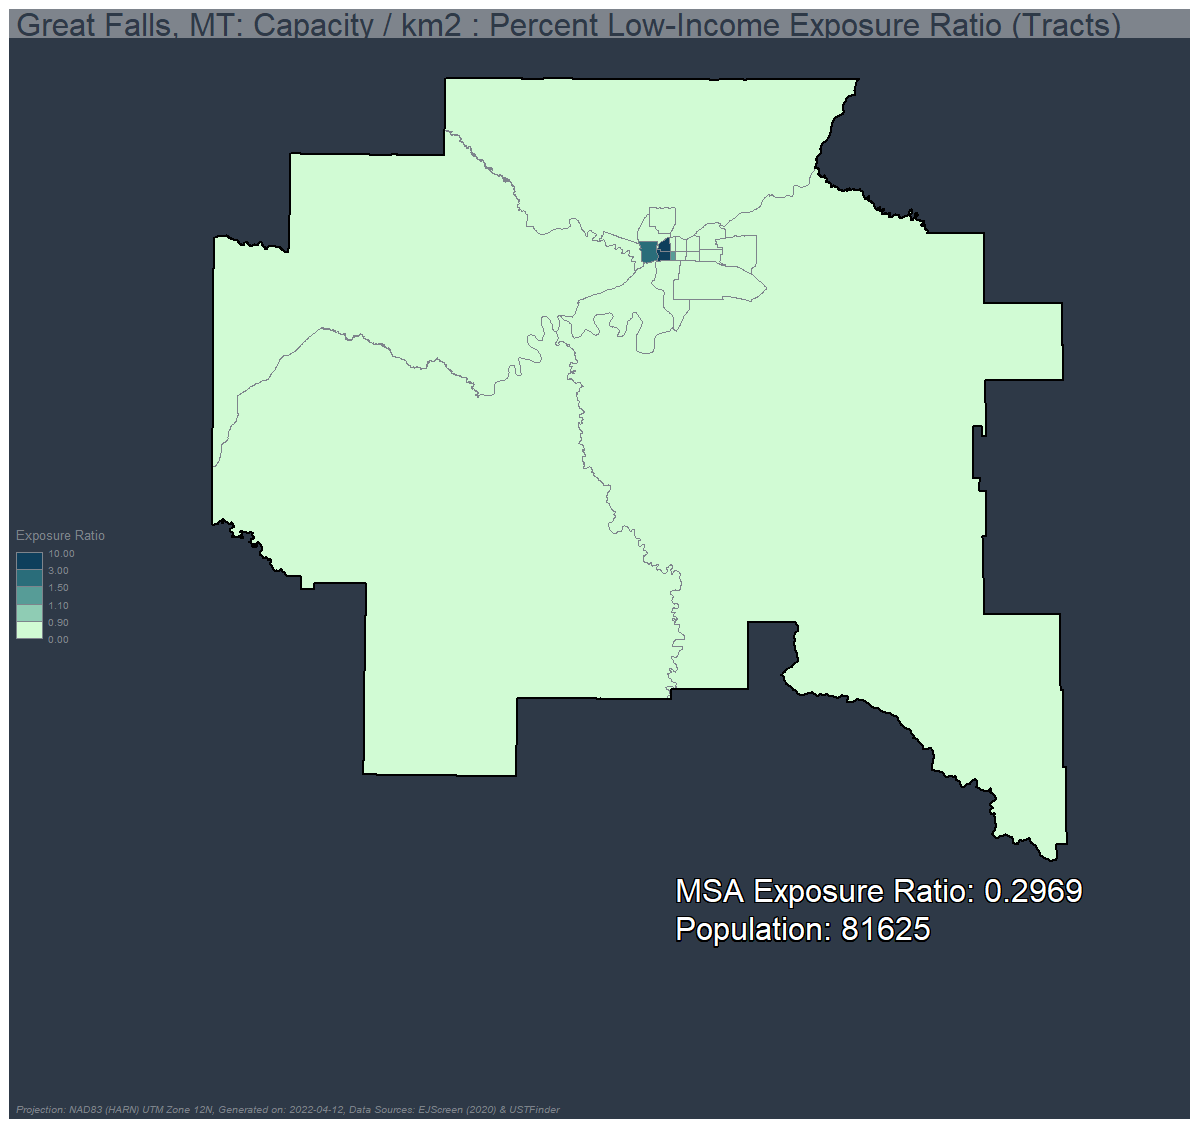 Great Falls, MT: Capacity / km2 : Percent Low-Income Exposure Ratio (Tracts)
Exposure Ratio
10.00
3.00
1.50
1.10
0.90
0.00
MSA Exposure Ratio: 0.2969
Population: 81625
Projection: NAD83 (HARN) UTM Zone 12N, Generated on: 2022-04-12, Data Sources: EJScreen (2020) & USTFinder